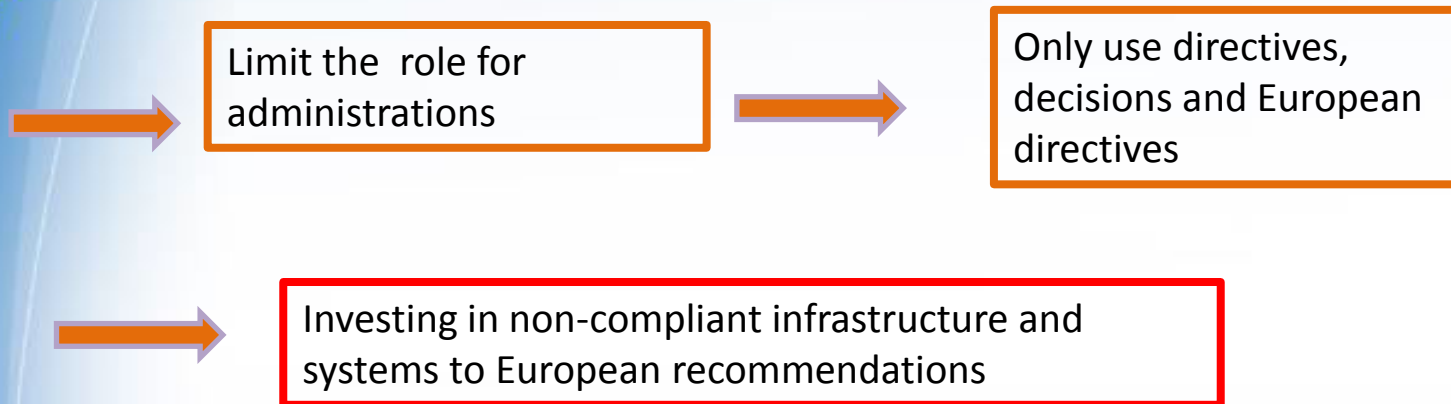 Limit the role for
administrations
Only use directives,
decisions and European
directives
Investing in non-compliant infrastructure and
systems to European recommendations